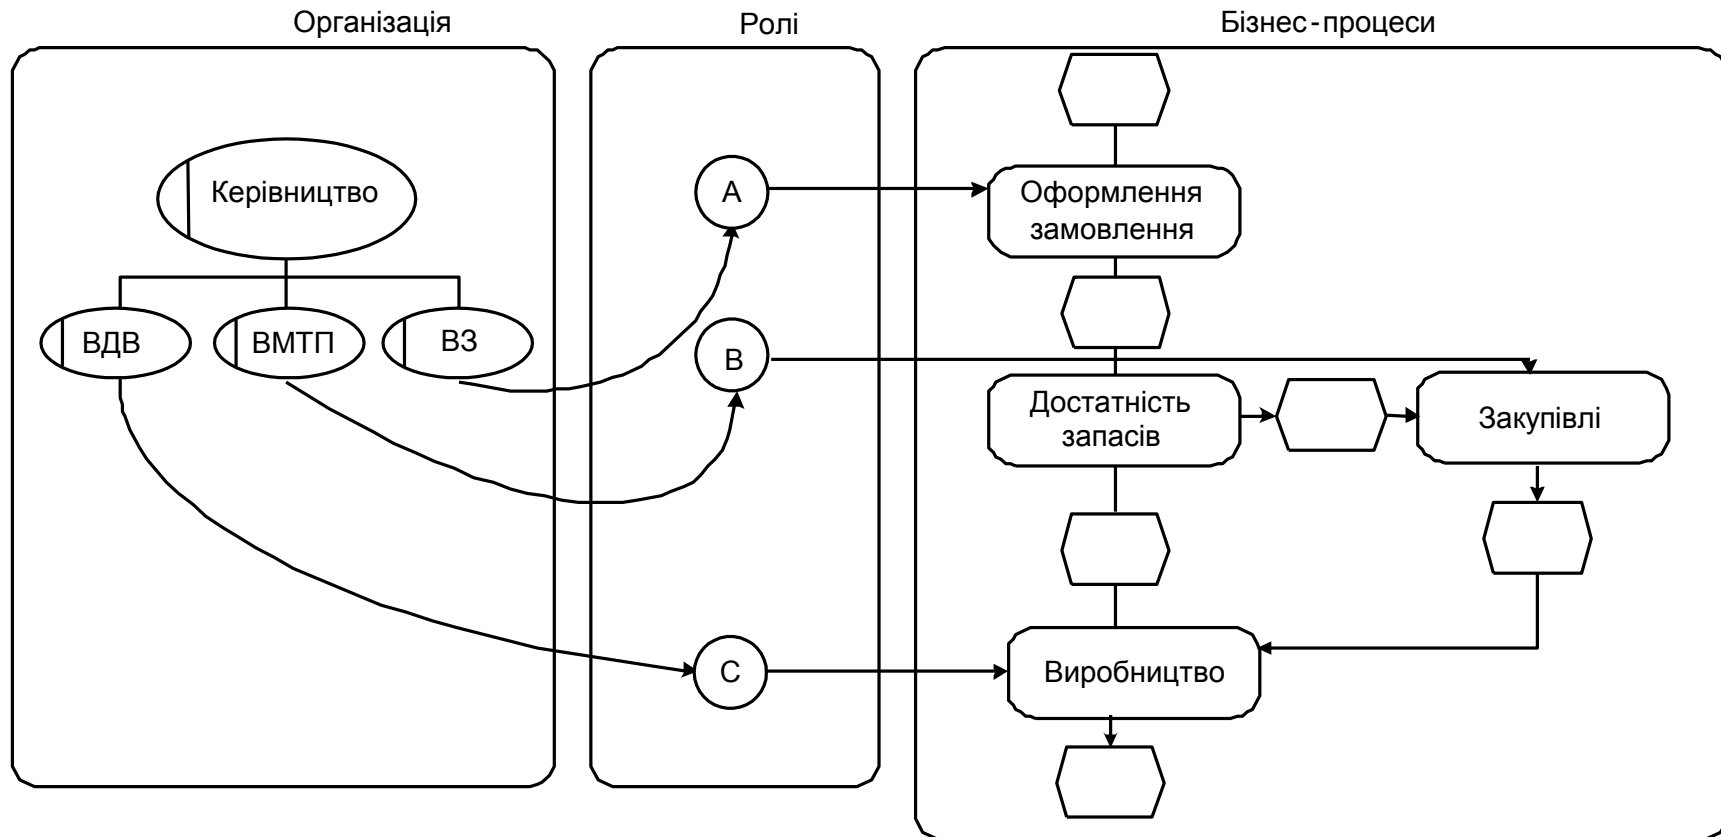 Організація
Ролі
Бізнес-процеси
Керівництво
ВДВ
ВМТП
ВЗ
A
B
C
Оформлення
замовлення
Достатність
запасів
Закупівлі
Виробництво